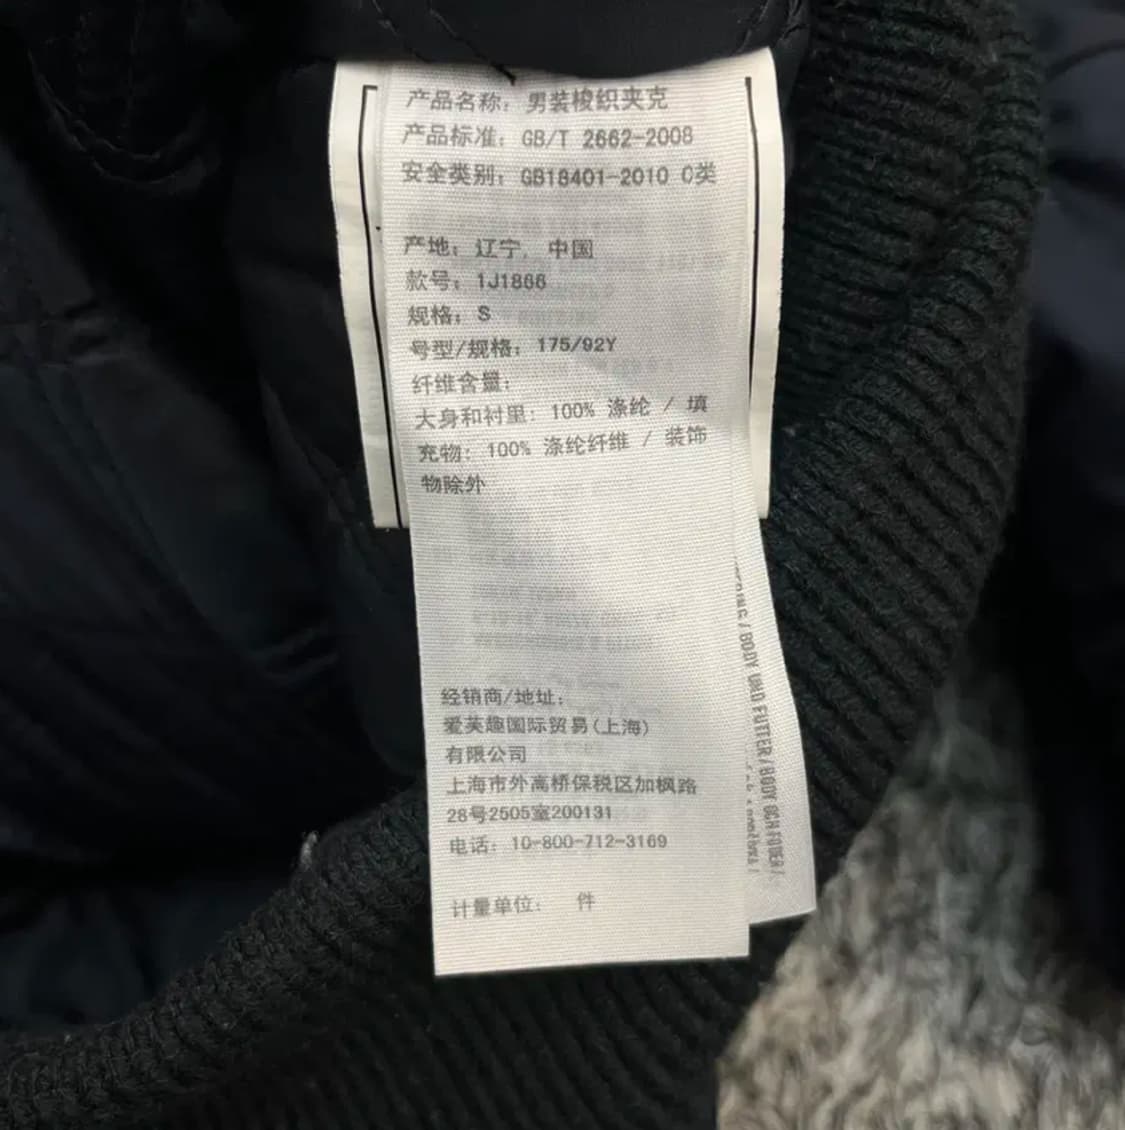 产品名称: 男装梭织夹克
产品标准: GB/T 2662-2008
安全类别: GB18401-2010 C类
产地: 辽宁, 中国
款号: 1J1866
规格: S
号型/规格: 175/92Y
纤维含量:
大身和衬里: 100% 涤纶 / 填
充物: 100% 涤纶纤维 / 装饰
物除外
经销商/地址:
爱芙趣国际贸易(上海)
有限公司
上海市外高桥保税区加枫路
28号2505室200131
电话: 10-800-712-3169
计量单位: 件
/ BODY UND FUTTER / BODY OCH FODER /